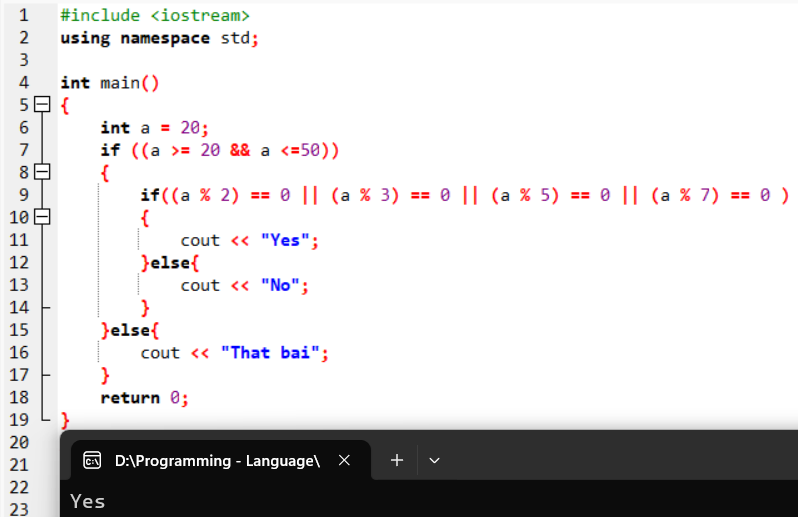 1 #include <iostream>
2 using namespace std;
3
4 int main()
5 {
6 int a = 20;
7 if ((a >= 20 && a <=50))
8 {
9 if((a % 2) == 0 || (a % 3) == 0 || (a % 5) == 0 || (a % 7) == 0 )
10 {
11 cout << "Yes";
12 }else{
13 cout << "No";
14 }
15 }else{
16 cout << "That bai";
17 }
18 return 0;
19 }
20
21 D:\Programming - Language\
22
Yes
23